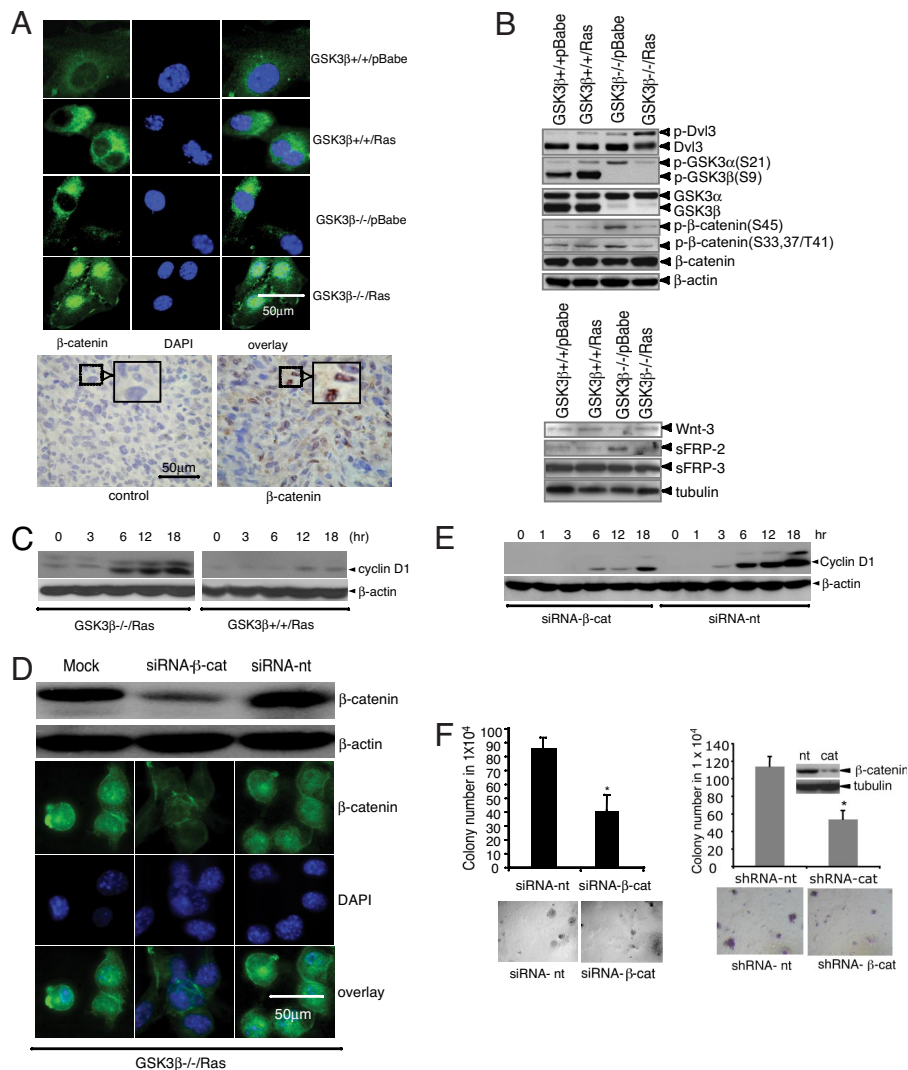 A
GSK3β+/+/pBabe
GSK3β+/+/Ras
GSK3β-/-/pBabe
GSK3β-/-/Ras
50μm
β-catenin DAPI overlay
50μm
control β-catenin
B
GSK3β+/+pBabe
GSK3β+/+/Ras
GSK3β-/-/pBabe
GSK3β-/-/Ras
p-Dvl3
Dvl3
p-GSK3α(S21)
p-GSK3β(S9)
GSK3α
GSK3β
p-β-catenin(S45)
p-β-catenin(S33,37/T41)
β-catenin
β-actin
GSK3β+/+/pBabe
GSK3β+/+/Ras
GSK3β-/-/pBabe
GSK3β-/-/Ras
Wnt-3
sFRP-2
sFRP-3
tubulin
C
0 3 6 12 18 0 3 6 12 18 (hr)
cyclin D1
β-actin
GSK3β-/-/Ras GSK3β+/+/Ras
E
0 1 3 6 12 18 0 1 3 6 12 18 hr
Cyclin D1
β-actin
siRNA-β-cat siRNA-nt
D
Mock siRNA-β-cat siRNA-nt
β-catenin
β-actin
β-catenin
DAPI
overlay
50μm
GSK3β-/-/Ras
F
Colony number in 1X10⁴
100
90
80
70
60
50
40
30
20
10
0
*
siRNA-nt siRNA-β-cat
siRNA- nt siRNA-β-cat
Colony number in 1 x 10⁴
140
120
100
80
60
40
20
0
nt cat
β-catenin
tubulin
*
shRNA-nt shRNA-cat
shRNA- nt shRNA- β-cat